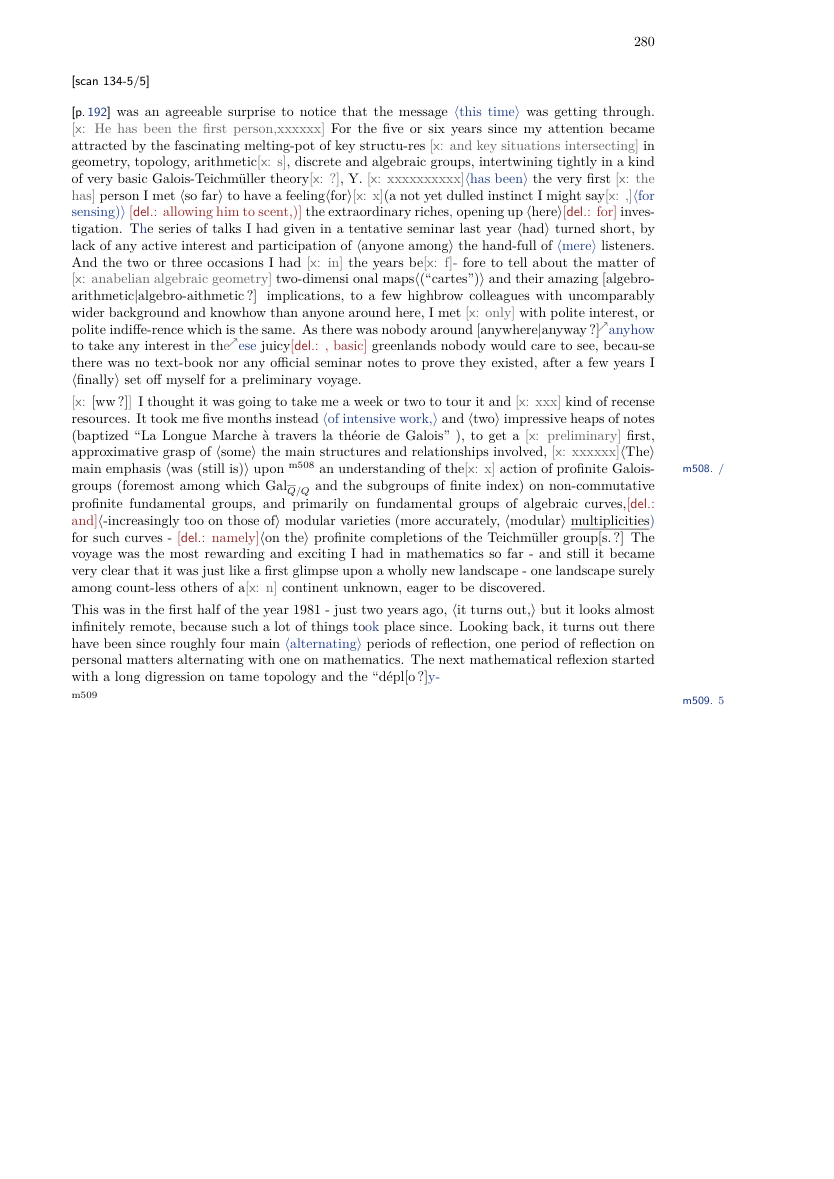 280
[scan 134-5/5]
[p. 192] was an agreeable surprise to notice that the message ⟨this time⟩ was getting through.
[x: He has been the first person,xxxxxx] For the five or six years since my attention became
attracted by the fascinating melting-pot of key structu-res [x: and key situations intersecting] in
geometry, topology, arithmetic[x: s], discrete and algebraic groups, intertwining tightly in a kind
of very basic Galois-Teichmüller theory[x: ?], Y. [x: xxxxxxxxxx]⟨has been⟩ the very first [x: the
has] person I met ⟨so far⟩ to have a feeling⟨for⟩[x: x](a not yet dulled instinct I might say[x: ,]⟨for
sensing)⟩ [del.: allowing him to scent,)] the extraordinary riches, opening up ⟨here⟩[del.: for] inves-
tigation. The series of talks I had given in a tentative seminar last year ⟨had⟩ turned short, by
lack of any active interest and participation of ⟨anyone among⟩ the hand-full of ⟨mere⟩ listeners.
And the two or three occasions I had [x: in] the years be[x: f]- fore to tell about the matter of
[x: anabelian algebraic geometry] two-dimensi onal maps⟨("cartes")⟩ and their amazing [algebro-
arithmetic|algebro-aithmetic ?] implications, to a few highbrow colleagues with uncomparably
wider background and knowhow than anyone around here, I met [x: only] with polite interest, or
polite indiffe-rence which is the same. As there was nobody around [anywhere|anyway ?]↗anyhow
to take any interest in the↗ese juicy[del.: , basic] greenlands nobody would care to see, becau-se
there was no text-book nor any official seminar notes to prove they existed, after a few years I
⟨finally⟩ set off myself for a preliminary voyage.
[x: [ww ?]] I thought it was going to take me a week or two to tour it and [x: xxx] kind of recense
resources. It took me five months instead ⟨of intensive work,⟩ and ⟨two⟩ impressive heaps of notes
(baptized "La Longue Marche à travers la théorie de Galois" ), to get a [x: preliminary] first,
approximative grasp of ⟨some⟩ the main structures and relationships involved, [x: xxxxxx]⟨The⟩
main emphasis ⟨was (still is)⟩ upon m508 an understanding of the[x: x] action of profinite Galois-
m508. /
groups (foremost among which Gal_{Q̅/Q} and the subgroups of finite index) on non-commutative
profinite fundamental groups, and primarily on fundamental groups of algebraic curves,[del.:
and]⟨-increasingly too on those of⟩ modular varieties (more accurately, ⟨modular⟩ multiplicities)
for such curves - [del.: namely]⟨on the⟩ profinite completions of the Teichmüller group[s. ?] The
voyage was the most rewarding and exciting I had in mathematics so far - and still it became
very clear that it was just like a first glimpse upon a wholly new landscape - one landscape surely
among count-less others of a[x: n] continent unknown, eager to be discovered.
This was in the first half of the year 1981 - just two years ago, ⟨it turns out,⟩ but it looks almost
infinitely remote, because such a lot of things took place since. Looking back, it turns out there
have been since roughly four main ⟨alternating⟩ periods of reflection, one period of reflection on
personal matters alternating with one on mathematics. The next mathematical reflexion started
with a long digression on tame topology and the "dépl[o ?]y-
m509
m509. 5